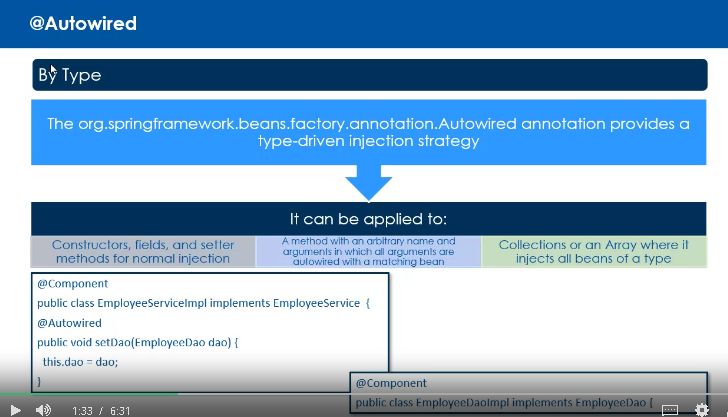 @Autowired
By Type
The org.springframework.beans.factory.annotation.Autowired annotation provides a
type-driven injection strategy
It can be applied to:
Constructors, fields, and setter
methods for normal injection
A method with an arbitrary name and
arguments in which all arguments are
autowired with a matching bean
Collections or an Array where it
injects all beans of a type
@Component
public class EmployeeServiceImpl implements EmployeeService {
@Autowired
public void setDao(EmployeeDao dao) {
this.dao = dao;
}
@Component
public class EmployeeDaoImpl implements EmployeeDao {
1:33 / 6:31